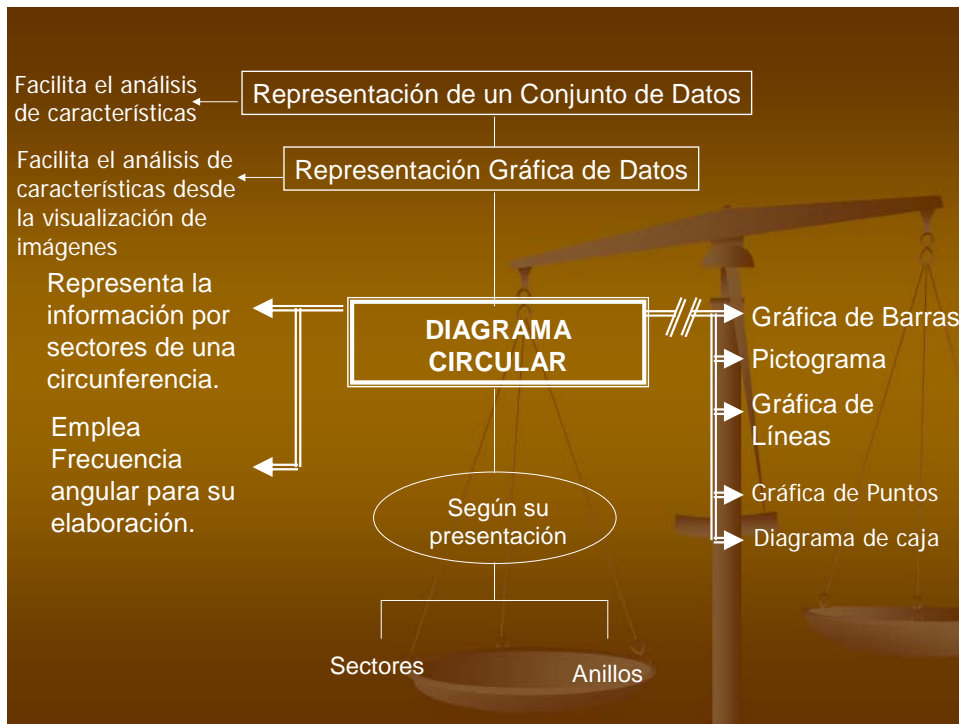 Facilita el análisis
de características
Representación de un Conjunto de Datos
Facilita el análisis de
características desde
la visualización de
imágenes
Representación Gráfica de Datos
Representa la
información por
sectores de una
circunferencia.
Emplea
Frecuencia
angular para su
elaboración.
DIAGRAMA
CIRCULAR
Gráfica de Barras
Pictograma
Gráfica de
Líneas
Gráfica de Puntos
Diagrama de caja
Según su
presentación
Sectores
Anillos